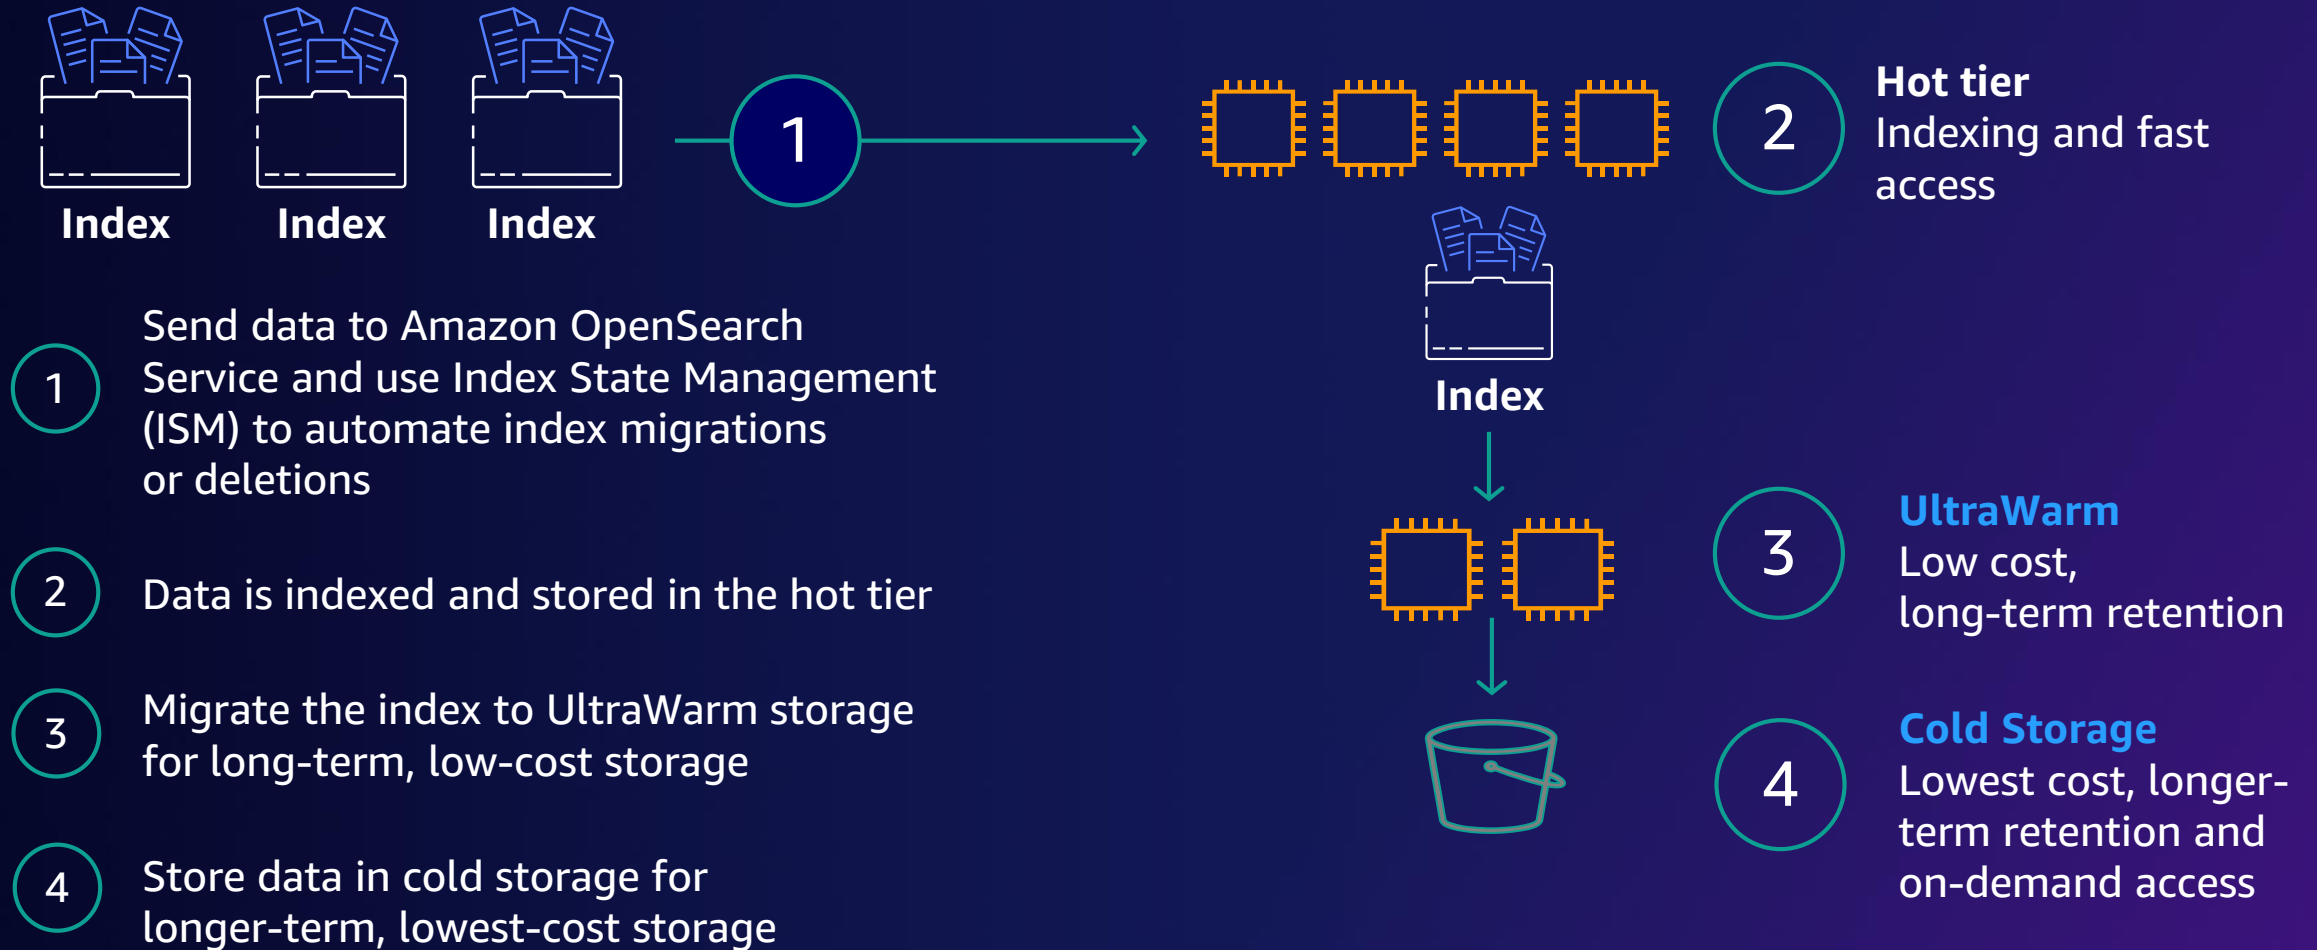 Index
Index
Index
1
2
Hot tier
Indexing and fast
access
Index
1
Send data to Amazon OpenSearch
Service and use Index State Management
(ISM) to automate index migrations
or deletions
2
Data is indexed and stored in the hot tier
3
Migrate the index to UltraWarm storage
for long-term, low-cost storage
4
Store data in cold storage for
longer-term, lowest-cost storage
3
UltraWarm
Low cost,
long-term retention
4
Cold Storage
Lowest cost, longer-
term retention and
on-demand access